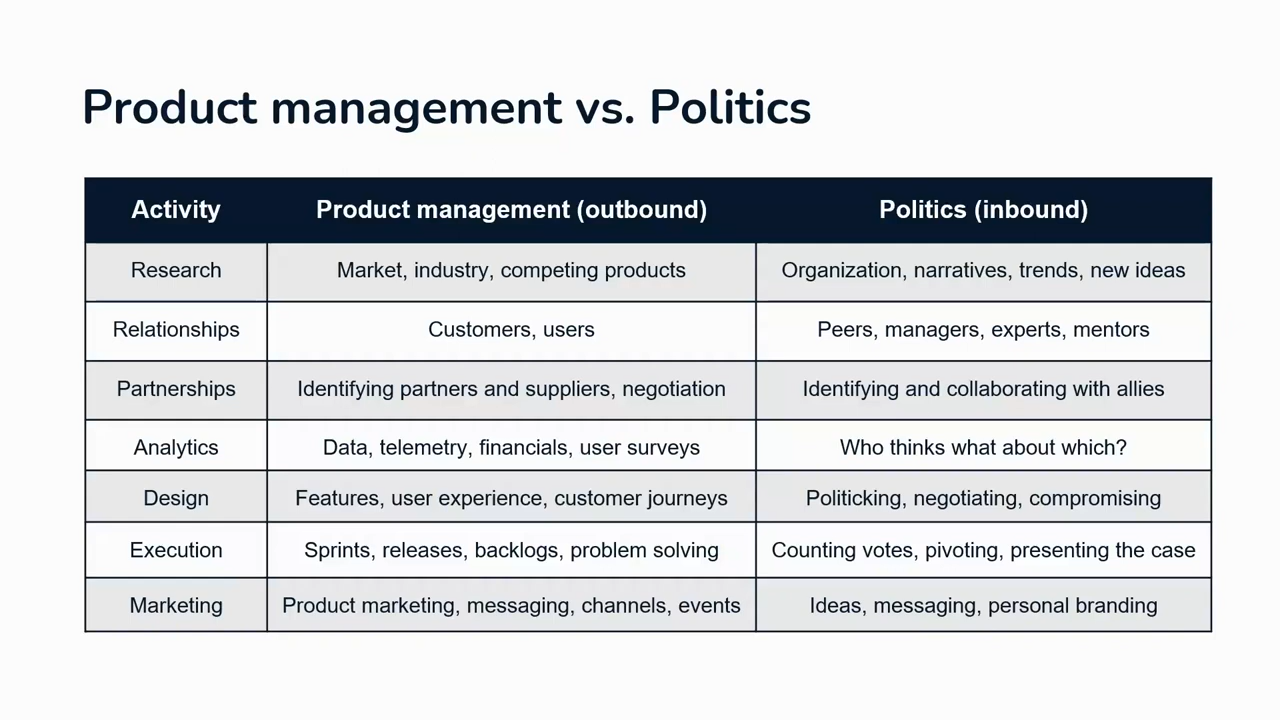 Product management vs. Politics
Activity Product management (outbound) Politics (inbound)
Research Market, industry, competing products Organization, narratives, trends, new ideas
Relationships Customers, users Peers, managers, experts, mentors
Partnerships Identifying partners and suppliers, negotiation Identifying and collaborating with allies
Analytics Data, telemetry, financials, user surveys Who thinks what about which?
Design Features, user experience, customer journeys Politicking, negotiating, compromising
Execution Sprints, releases, backlogs, problem solving Counting votes, pivoting, presenting the case
Marketing Product marketing, messaging, channels, events Ideas, messaging, personal branding